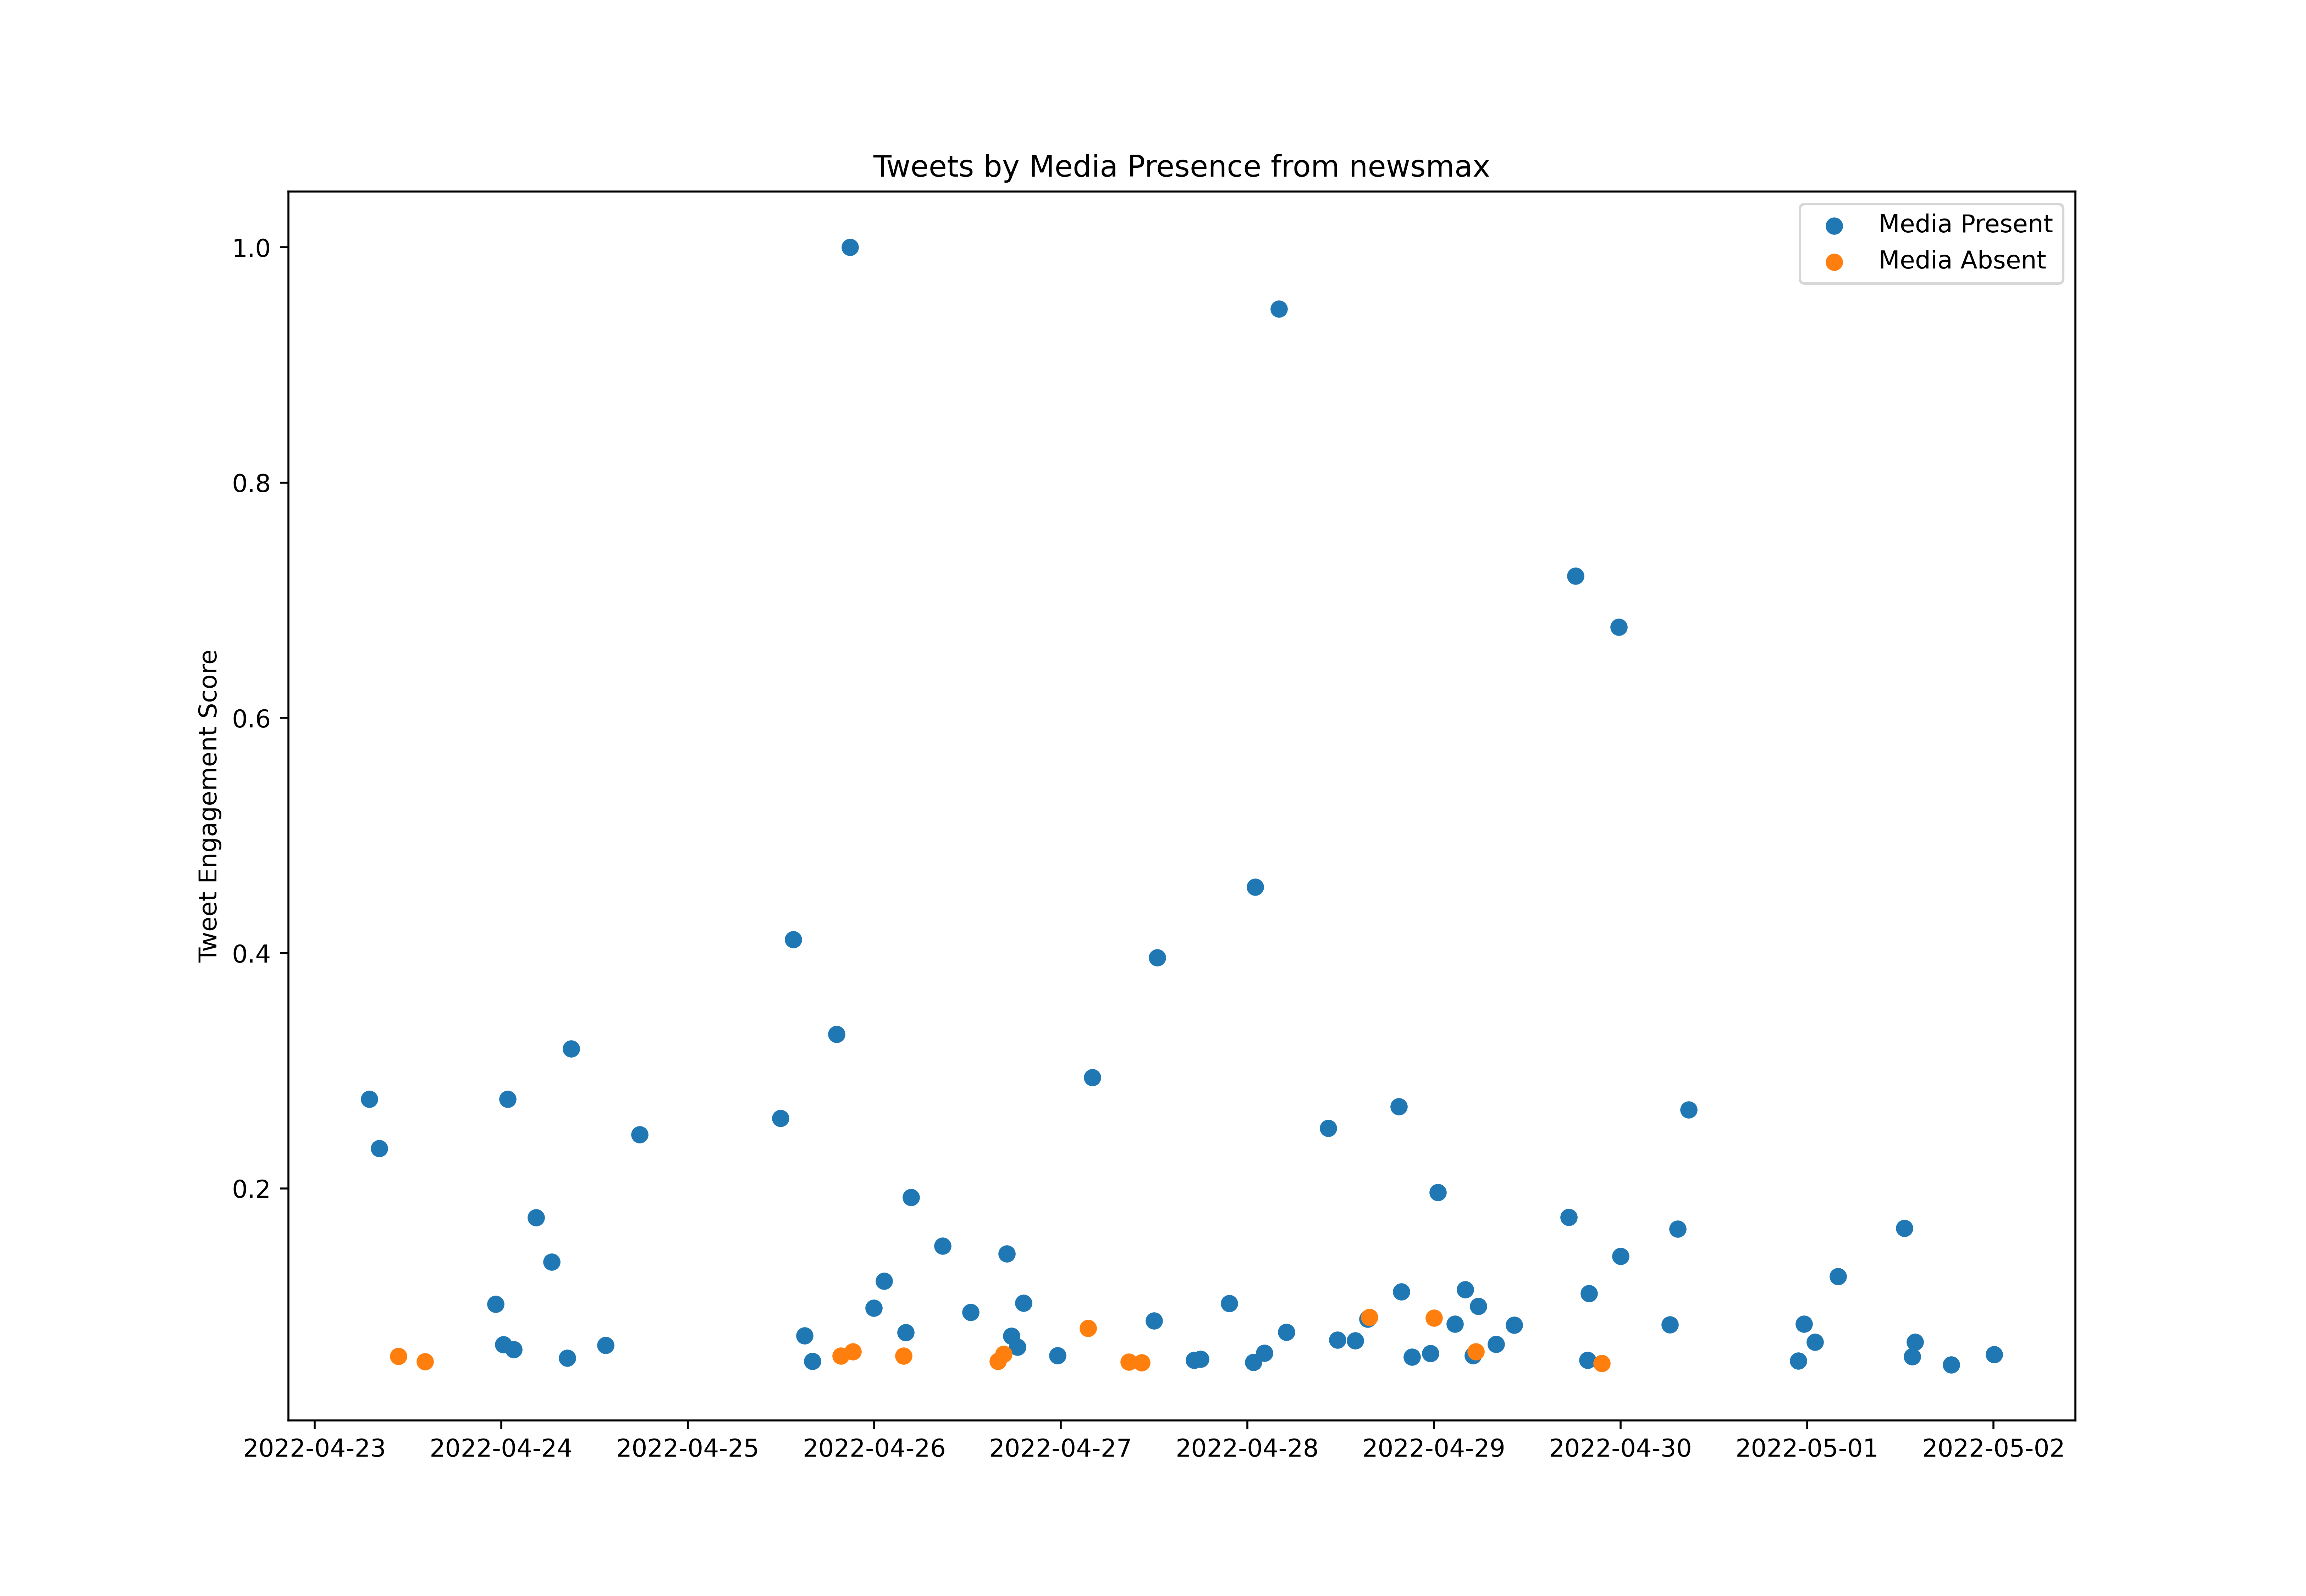 Tweets by Media Presence from newsmax
Media Present
Media Absent
Tweet Engagement Score
1.0
0.8
0.6
0.4
0.2
2022-04-23 2022-04-24 2022-04-25 2022-04-26 2022-04-27 2022-04-28 2022-04-29 2022-04-30 2022-05-01 2022-05-02